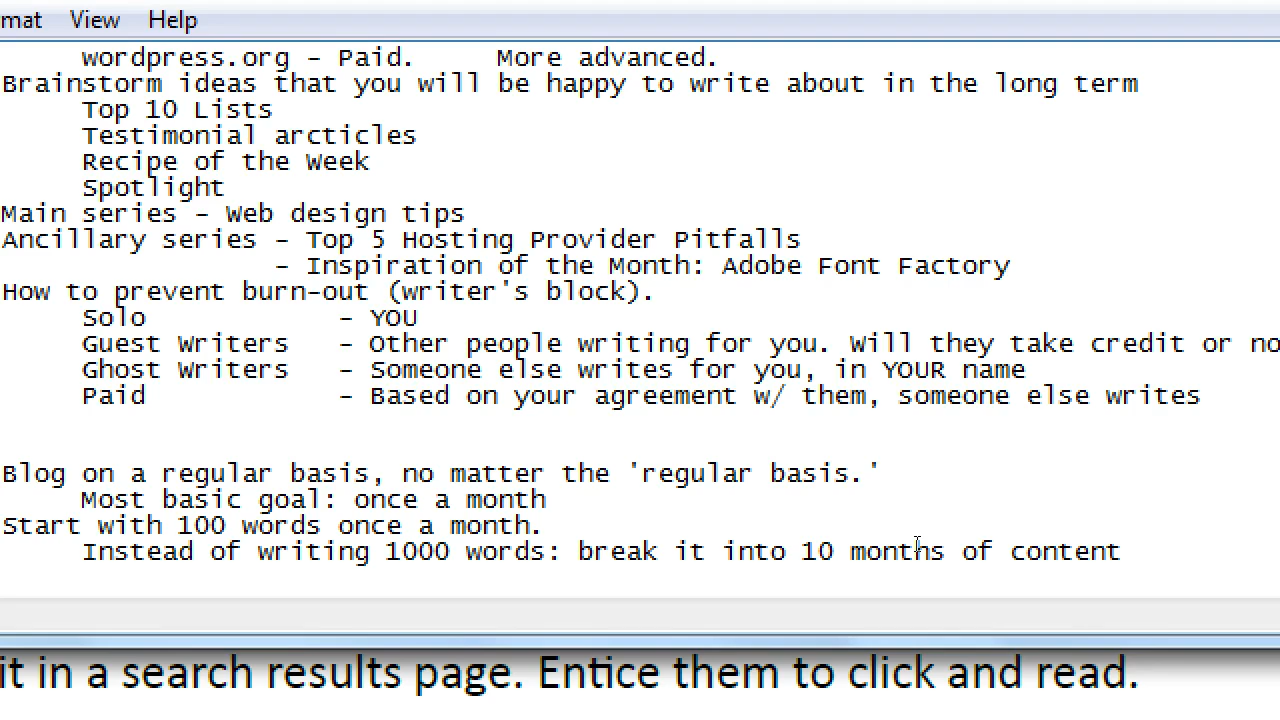 mat View Help
wordpress.org - Paid. More advanced.
Brainstorm ideas that you will be happy to write about in the long term
Top 10 Lists
Testimonial arcticles
Recipe of the Week
Spotlight
Main series - Web design tips
Ancillary series - Top 5 Hosting Provider Pitfalls
- Inspiration of the Month: Adobe Font Factory
How to prevent burn-out (writer's block).
Solo - YOU
Guest Writers - Other people writing for you. Will they take credit or no
Ghost Writers - Someone else writes for you, in YOUR name
Paid - Based on your agreement w/ them, someone else writes
Blog on a regular basis, no matter the 'regular basis.'
Most basic goal: once a month
Start with 100 words once a month.
Instead of writing 1000 words: break it into 10 months of content
it in a search results page. Entice them to click and read.